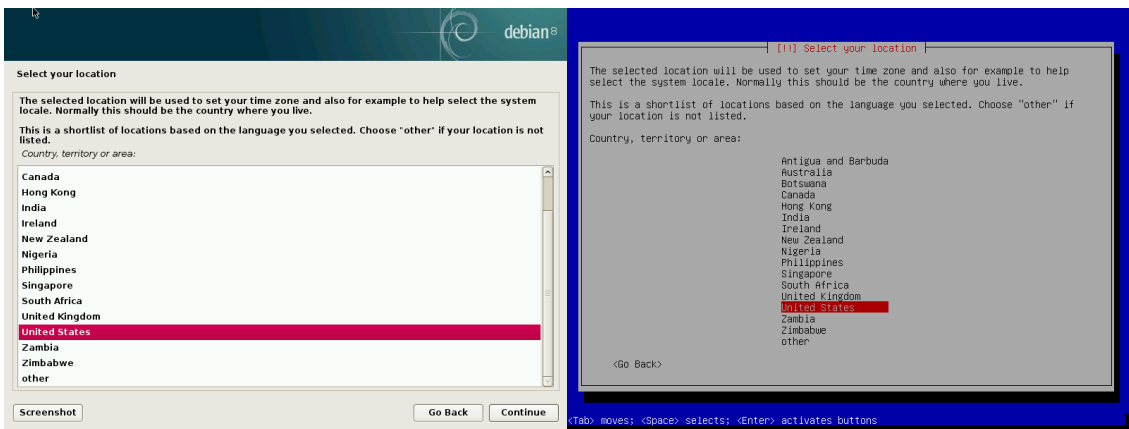 debian 8
Select your location
The selected location will be used to set your time zone and also for example to help select the system
locale. Normally this should be the country where you live.
This is a shortlist of locations based on the language you selected. Choose "other" if your location is not
listed.
Country, territory or area:
Canada
Hong Kong
India
Ireland
New Zealand
Nigeria
Philippines
Singapore
South Africa
United Kingdom
United States
Zambia
Zimbabwe
other
Screenshot
Go Back
Continue
[!!] Select your location
The selected location will be used to set your time zone and also for example to help
select the system locale. Normally this should be the country where you live.
This is a shortlist of locations based on the language you selected. Choose "other" if
your location is not listed.
Country, territory or area:
Antigua and Barbuda
Australia
Botswana
Canada
Hong Kong
India
Ireland
New Zealand
Nigeria
Philippines
Singapore
South Africa
United Kingdom
United States
Zambia
Zimbabwe
other
<Go Back>
<Tab> moves; <Space> selects; <Enter> activates buttons